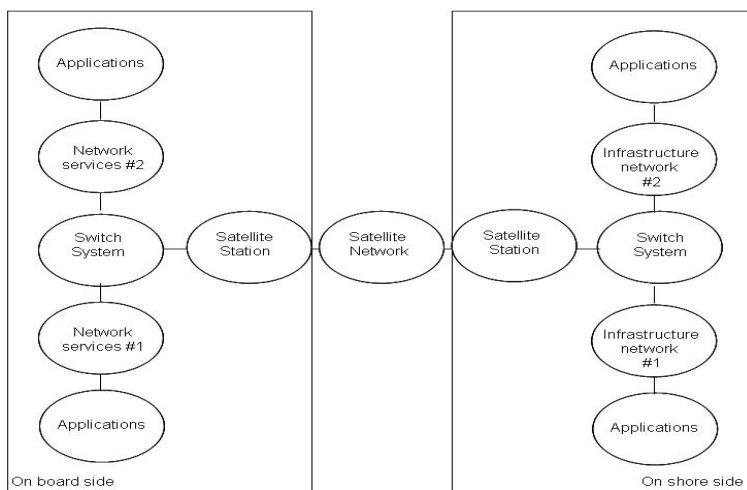 Applications
Network
services #2
Switch
System
Network
services #1
Applications
On board side
Satellite
Station
Satellite
Network
Satellite
Station
Applications
Infrastructure
network
#2
Switch
System
Infrastructure
network
#1
Applications
On shore side